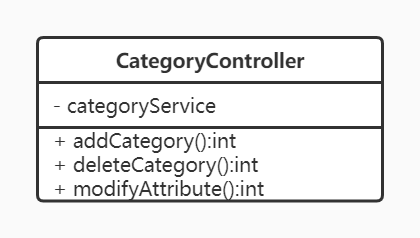 CategoryController
- categoryService
+ addCategory():int
+ deleteCategory():int
+ modifyAttribute():int